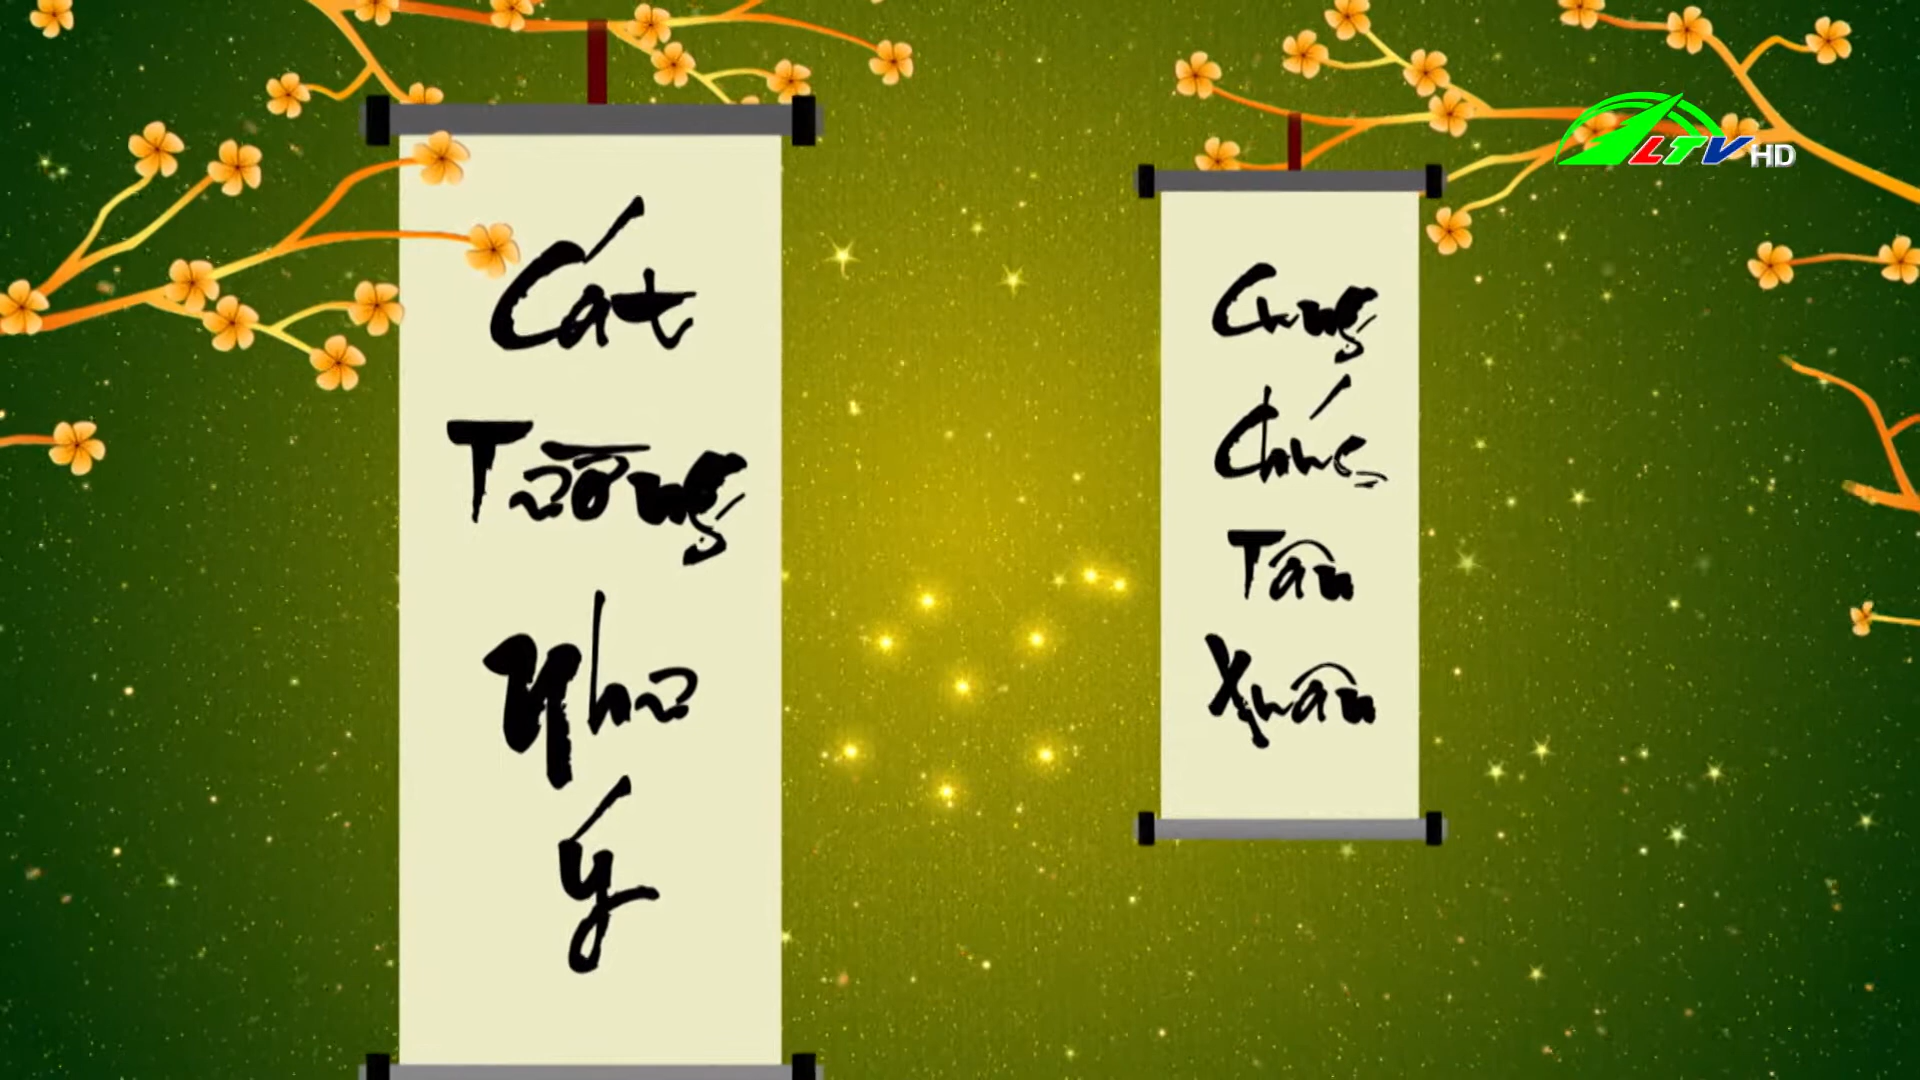 Cát
Tường
Như
Ý
Cung
Chúc
Tân
Xuân
LTV HD